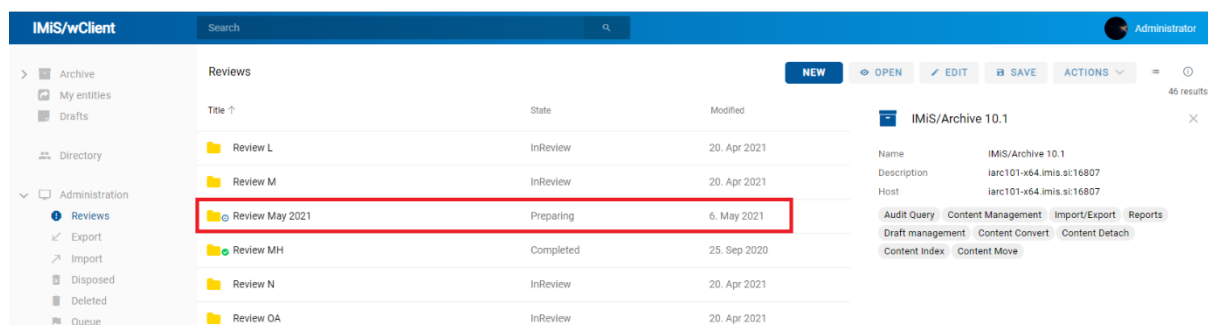 IMiS/wClient
Search
Administrator
Archive
My entities
Drafts
Directory
Administration
Reviews
Export
Import
Disposed
Deleted
Queue
Reviews
NEW
OPEN
EDIT
SAVE
ACTIONS
46 results
Title State Modified
Review L InReview 20. Apr 2021
Review M InReview 20. Apr 2021
Review May 2021 Preparing 6. May 2021
Review MH Completed 25. Sep 2020
Review N InReview 20. Apr 2021
Review OA InReview 20. Apr 2021
IMiS/Archive 10.1
Name IMiS/Archive 10.1
Description iarc101-x64.imis.si:16807
Host iarc101-x64.imis.si:16807
Audit Query Content Management Import/Export Reports
Draft management Content Convert Content Detach
Content Index Content Move